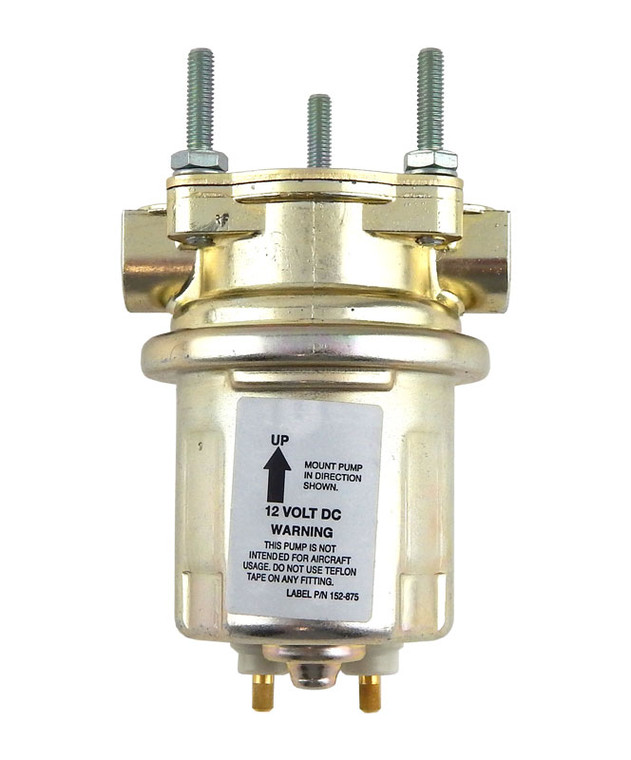 UP
MOUNT PUMP
IN DIRECTION
SHOWN.
12 VOLT DC
WARNING
THIS PUMP IS NOT
INTENDED FOR AIRCRAFT
USAGE. DO NOT USE TEFLON
TAPE ON ANY FITTING.
LABEL P/N 152-875